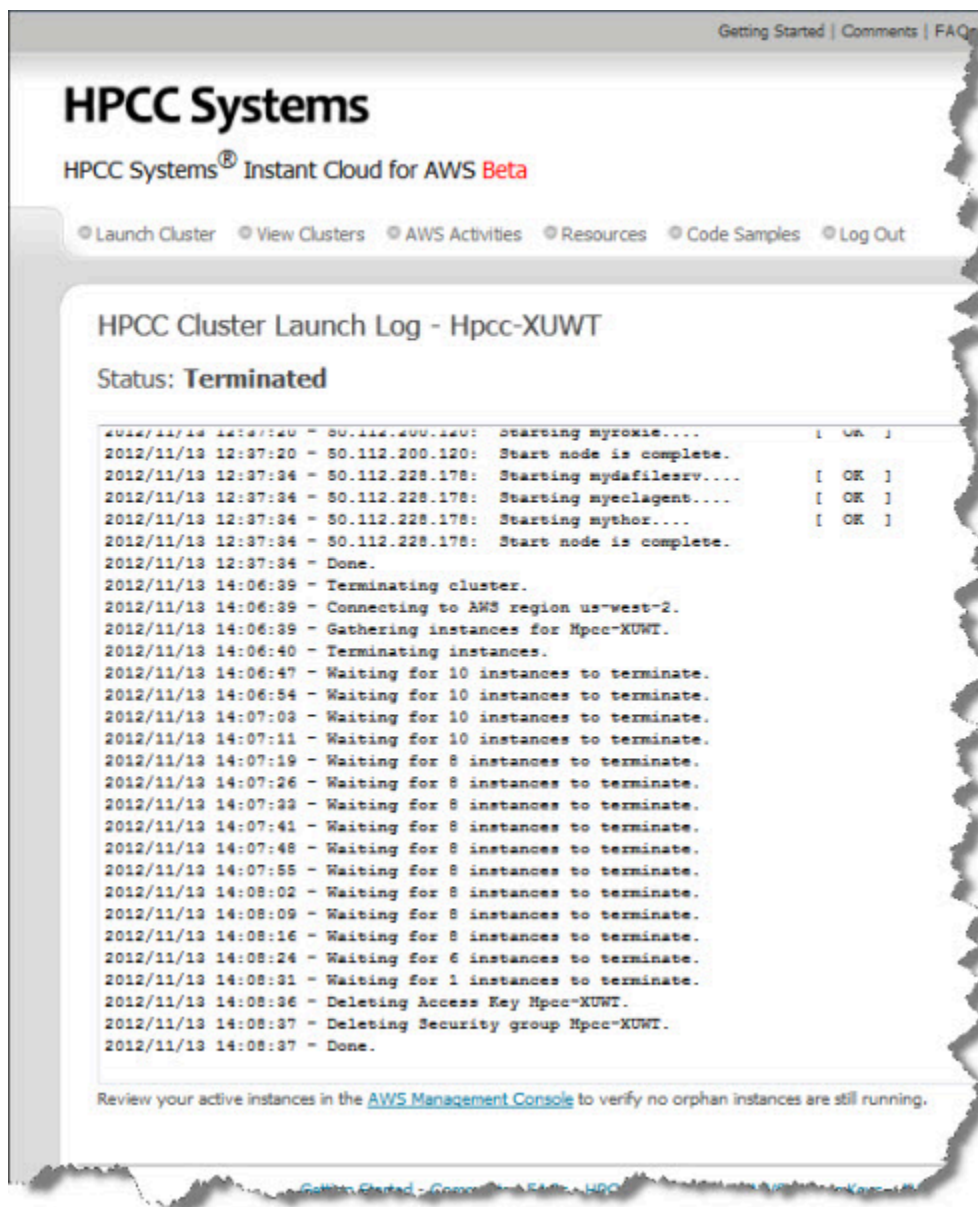 Getting Started | Comments | FAQs
HPCC Systems
HPCC Systems® Instant Cloud for AWS Beta
Launch Cluster View Clusters AWS Activities Resources Code Samples Log Out
HPCC Cluster Launch Log - Hpcc-XUWT
Status: Terminated
2012/11/13 12:37:20 - 50.112.200.120: Starting myroxie.... [ OK ]
2012/11/13 12:37:20 - 50.112.200.120: Start node is complete.
2012/11/13 12:37:34 - 50.112.228.178: Starting mydafilesrv.... [ OK ]
2012/11/13 12:37:34 - 50.112.228.178: Starting myeclagent.... [ OK ]
2012/11/13 12:37:34 - 50.112.228.178: Starting mythor.... [ OK ]
2012/11/13 12:37:34 - 50.112.228.178: Start node is complete.
2012/11/13 12:37:34 - Done.
2012/11/13 14:06:39 - Terminating cluster.
2012/11/13 14:06:39 - Connecting to AWS region us-west-2.
2012/11/13 14:06:39 - Gathering instances for Hpcc-XUWT.
2012/11/13 14:06:40 - Terminating instances.
2012/11/13 14:06:47 - Waiting for 10 instances to terminate.
2012/11/13 14:06:54 - Waiting for 10 instances to terminate.
2012/11/13 14:07:03 - Waiting for 10 instances to terminate.
2012/11/13 14:07:11 - Waiting for 10 instances to terminate.
2012/11/13 14:07:19 - Waiting for 8 instances to terminate.
2012/11/13 14:07:26 - Waiting for 8 instances to terminate.
2012/11/13 14:07:33 - Waiting for 8 instances to terminate.
2012/11/13 14:07:41 - Waiting for 8 instances to terminate.
2012/11/13 14:07:48 - Waiting for 8 instances to terminate.
2012/11/13 14:07:55 - Waiting for 8 instances to terminate.
2012/11/13 14:08:02 - Waiting for 8 instances to terminate.
2012/11/13 14:08:09 - Waiting for 8 instances to terminate.
2012/11/13 14:08:16 - Waiting for 8 instances to terminate.
2012/11/13 14:08:24 - Waiting for 6 instances to terminate.
2012/11/13 14:08:31 - Waiting for 1 instances to terminate.
2012/11/13 14:08:36 - Deleting Access Key Hpcc-XUWT.
2012/11/13 14:08:37 - Deleting Security group Hpcc-XUWT.
2012/11/13 14:08:37 - Done.
Review your active instances in the AWS Management Console to verify no orphan instances are still running.